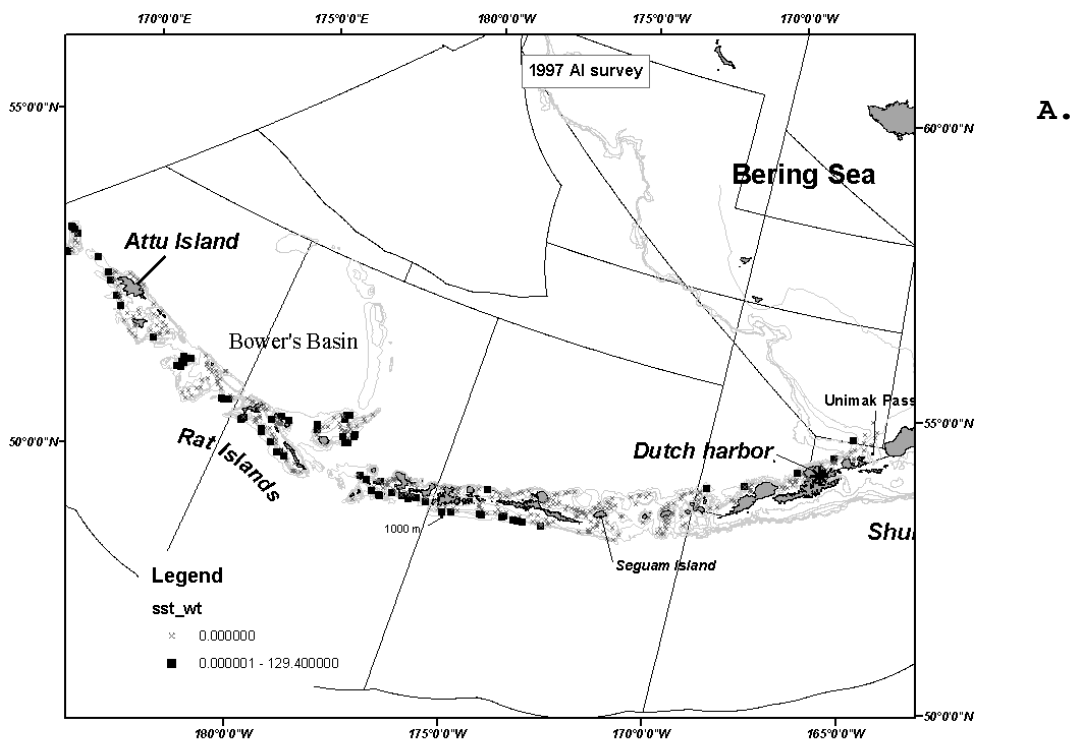 170°0'0"E
175°0'0"E
180°0'0"W
175°0'0"W
170°0'0"W
1997 AI survey
A.
55°0'0"N
60°0'0"N
Bering Sea
Attu Island
Bower's Basin
Unimak Pass
55°0'0"N
50°0'0"N
Dutch harbor
Rat Islands
1000 m
Shu
Seguam Island
Legend
sst_wt
0.000000
0.000001 - 129.400000
50°0'0"N
180°0'0"W
175°0'0"W
170°0'0"W
165°0'0"W